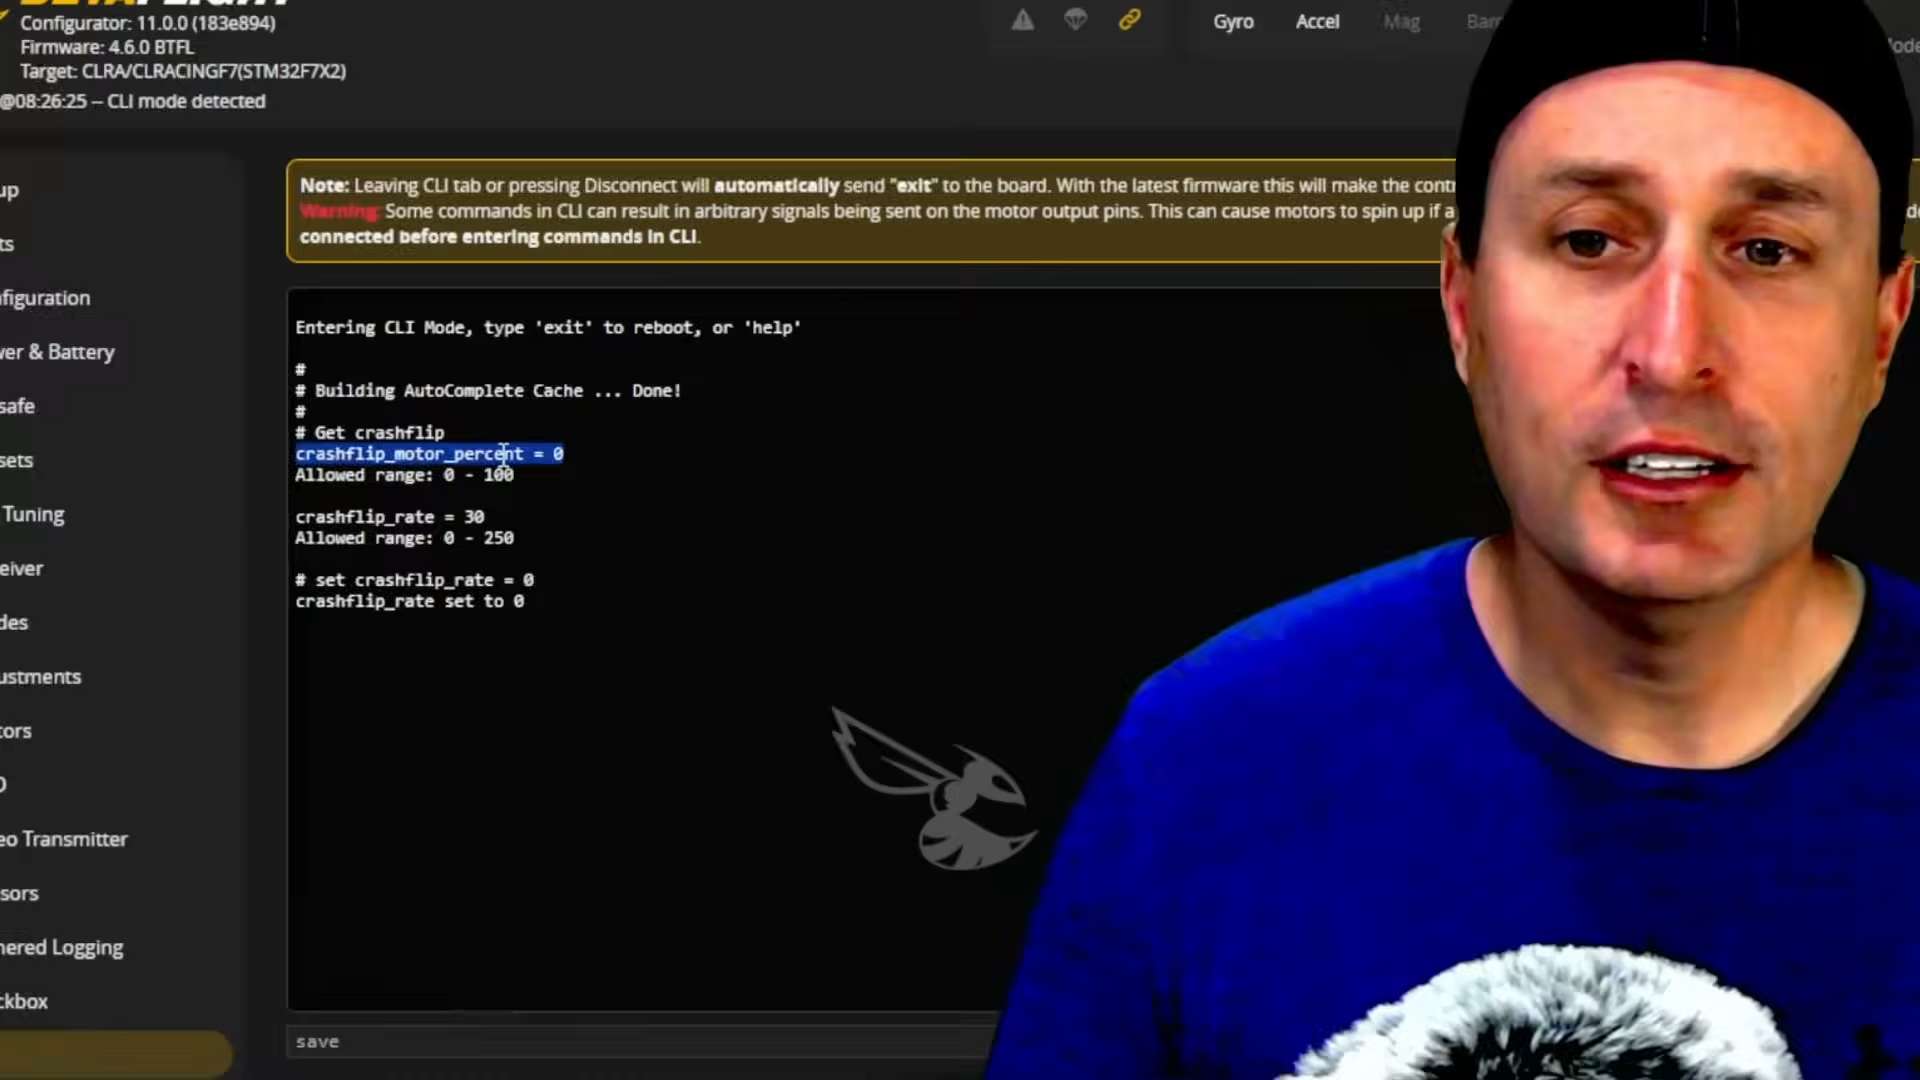 BETAFLIGHT
Configurator: 11.0.0 (183e894)
Firmware: 4.6.0 BTFL
Target: CLRA/CLRACINGF7(STM32F7X2)
@08:26:25 -- CLI mode detected
Gyro
Accel
Mag
Note: Leaving CLI tab or pressing Disconnect will automatically send "exit" to the board. With the latest firmware this will make the cont
Warning: Some commands in CLI can result in arbitrary signals being sent on the motor output pins. This can cause motors to spin up if a
connected before entering commands in CLI.
up
ts
figuration
wer & Battery
safe
sets
Tuning
eiver
des
ustments
tors
D
eo Transmitter
sors
hered Logging
ckbox
Entering CLI Mode, type 'exit' to reboot, or 'help'
#
# Building AutoComplete Cache ... Done!
#
# Get crashflip
crashflip_motor_percent = 0
Allowed range: 0 - 100
crashflip_rate = 30
Allowed range: 0 - 250
# set crashflip_rate = 0
crashflip_rate set to 0
save